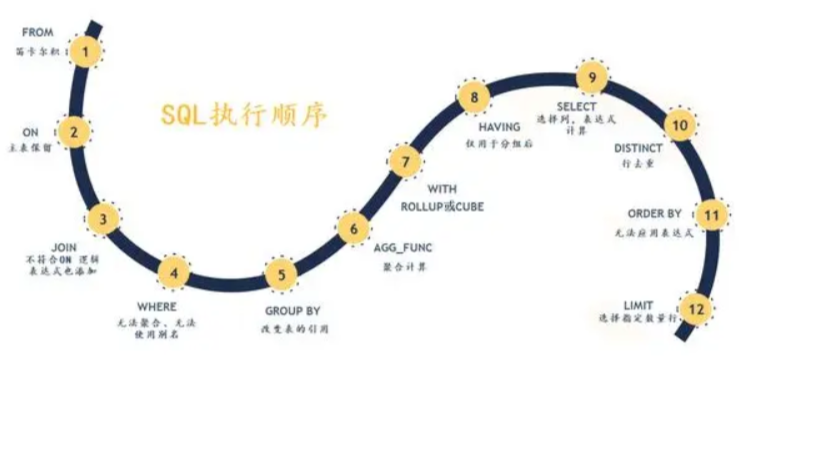 SQL执行顺序
1
FROM
笛卡尔积
2
ON
主表保留
3
JOIN
不符合ON 逻辑
表达式也添加
4
WHERE
无法聚合、无法
使用别名
5
GROUP BY
改变表的引用
6
AGG_FUNC
聚合计算
7
WITH
ROLLUP或CUBE
8
HAVING
仅用于分组后
9
SELECT
选择列、表达式
计算
10
DISTINCT
行去重
11
ORDER BY
无法应用表达式
12
LIMIT
选择指定数量行